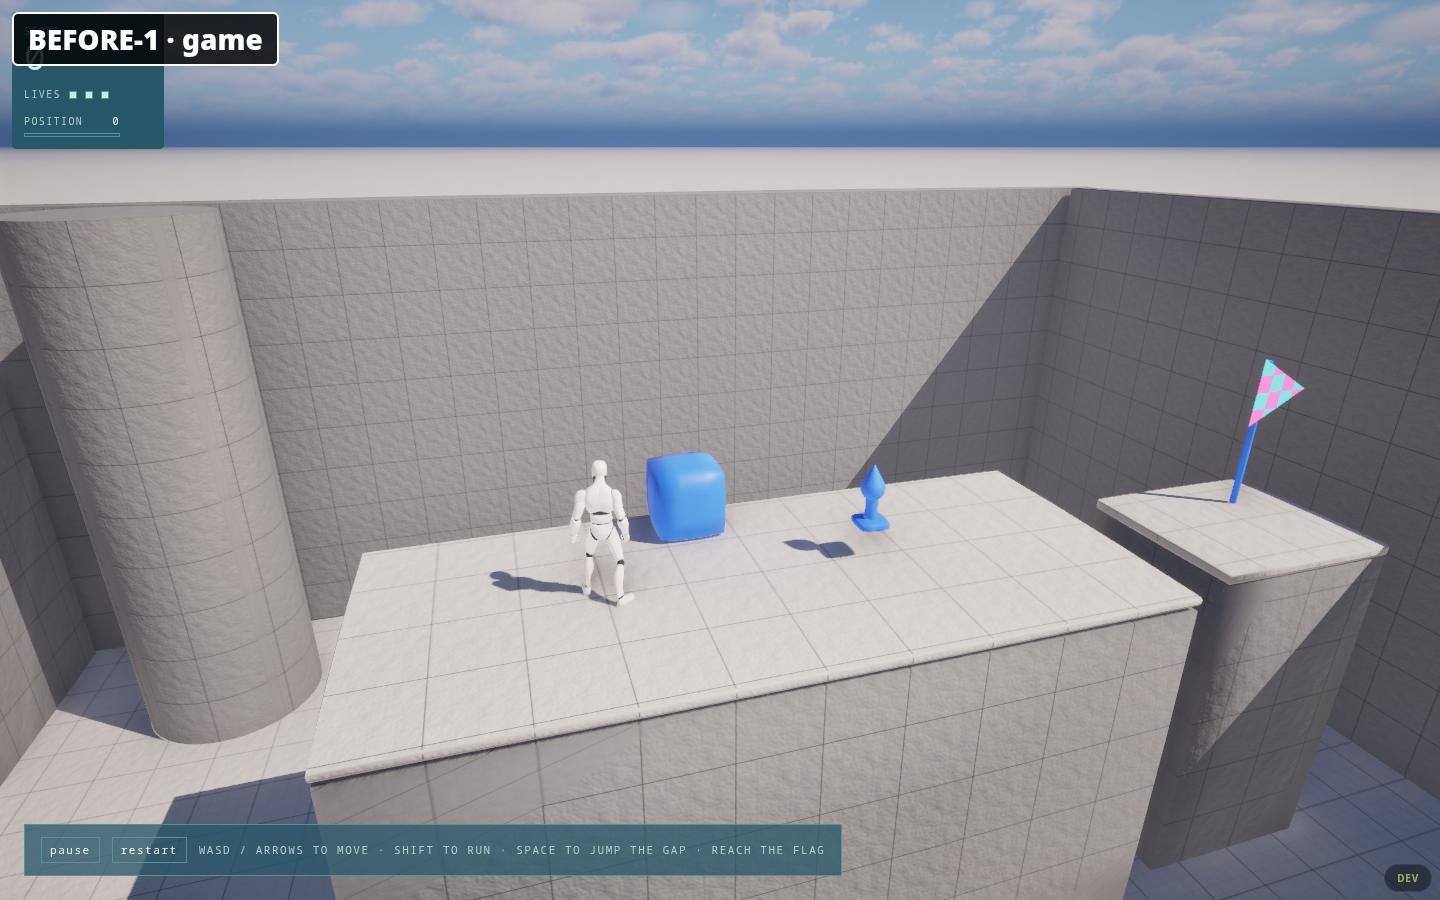 BEFORE-1 · game
0
LIVES
POSITION 0
pause restart WASD / ARROWS TO MOVE · SHIFT TO RUN · SPACE TO JUMP THE GAP · REACH THE FLAG
DEV